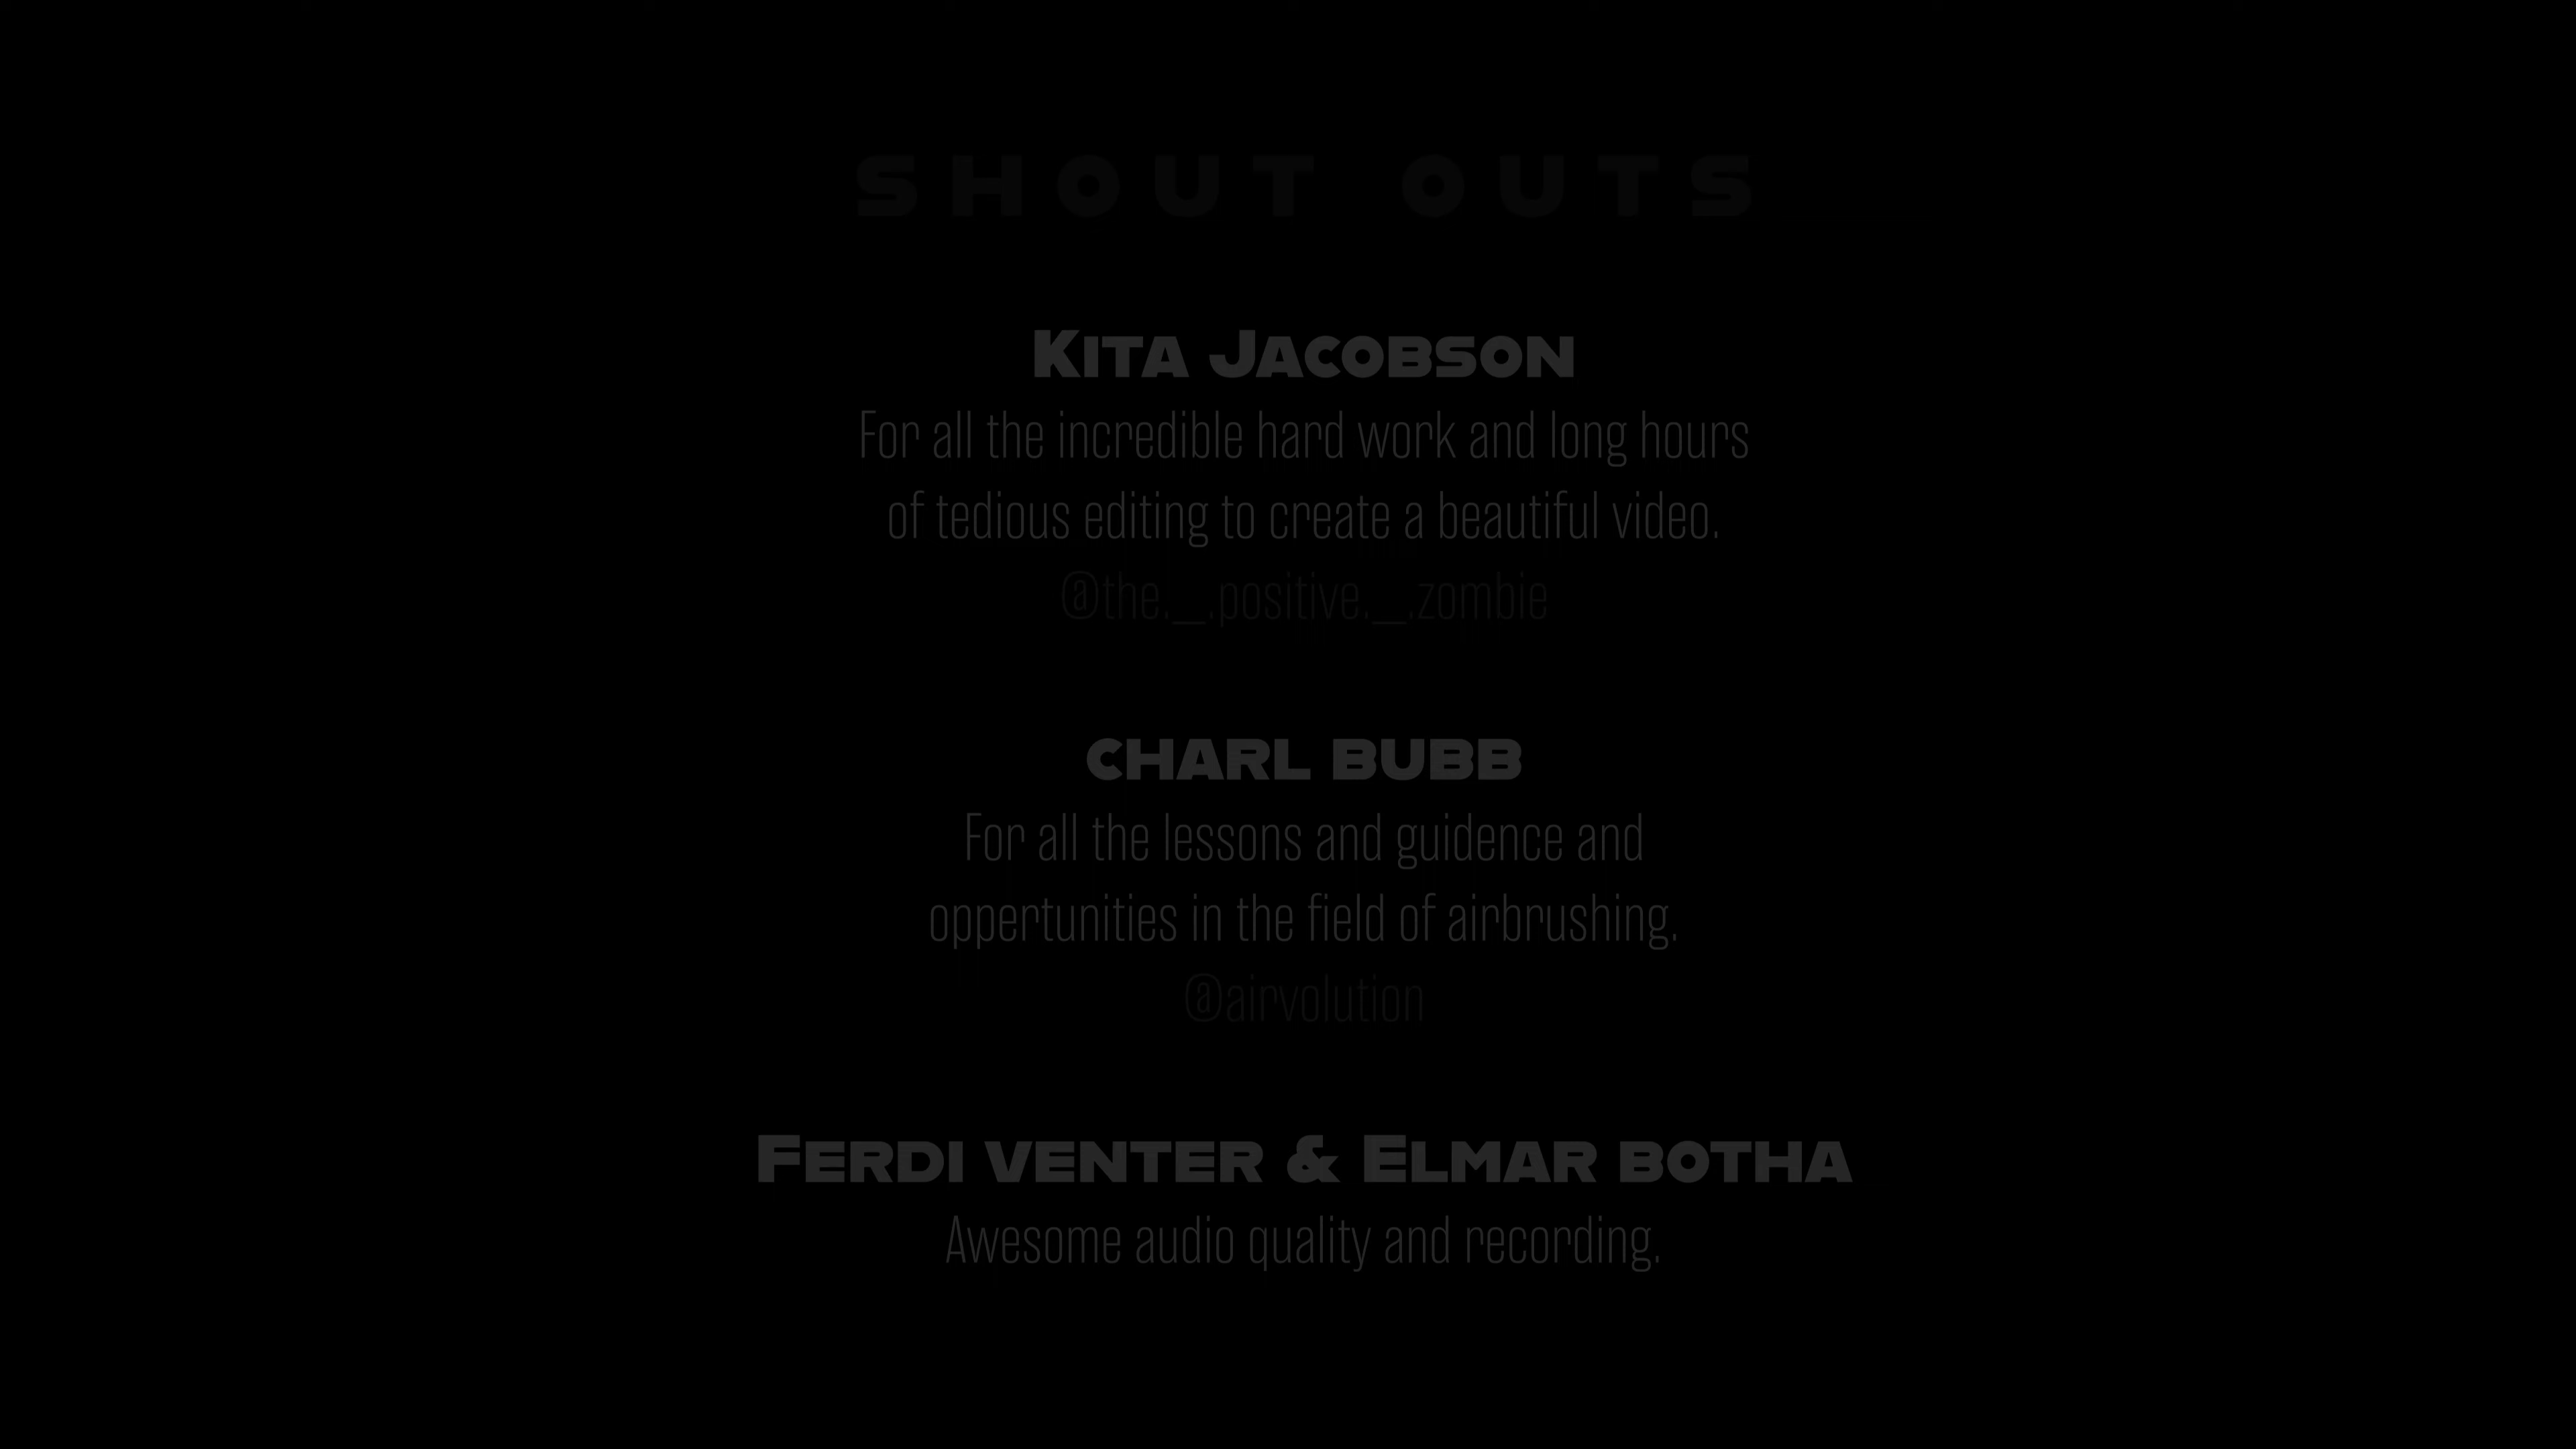 SHOUT OUTS
KITA JACOBSON
For all the incredible hard work and long hours
of tedious editing to create a beautiful video.
@the._.positive._.zombie
CHARL BUBB
For all the lessons and guidence and
oppertunities in the field of airbrushing.
@airvolution
FERDI VENTER & ELMAR BOTHA
Awesome audio quality and recording.